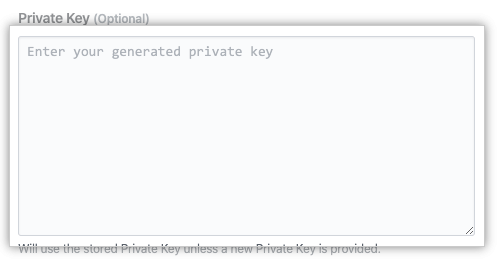 Private Key (Optional)
Enter your generated private key
Will use the stored Private Key unless a new Private Key is provided.